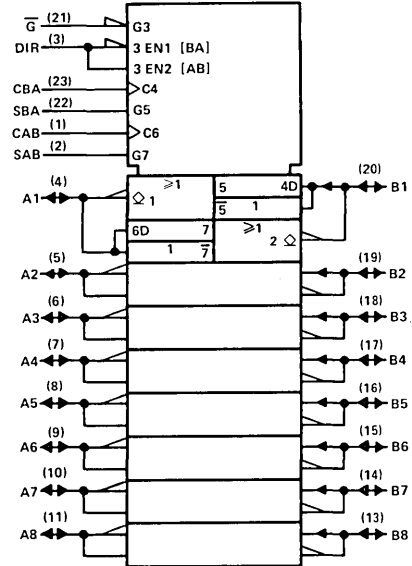 G̅ (21) G3
DIR (3) 3 EN1 [BA]
3 EN2 [AB]
CBA (23) C4
SBA (22) G5
CAB (1) C6
SAB (2) G7
A1 (4) ≥1 5 4D (20) B1
◇ 1 5̅ 1
6D 7 ≥1
1 7̅ 2 ◇
A2 (5) (19) B2
A3 (6) (18) B3
A4 (7) (17) B4
A5 (8) (16) B5
A6 (9) (15) B6
A7 (10) (14) B7
A8 (11) (13) B8